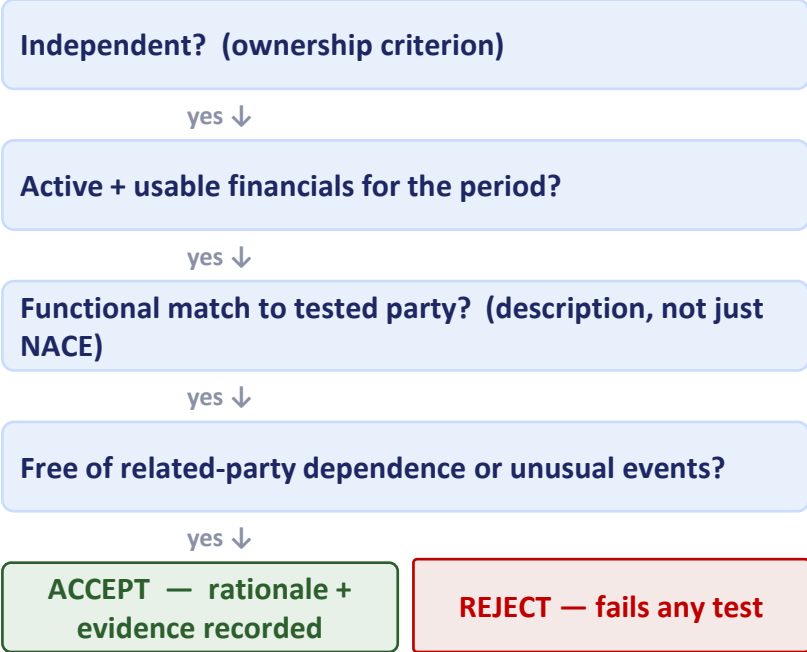 Independent?  (ownership criterion)
yes ↓
Active + usable financials for the period?
yes ↓
Functional match to tested party?  (description, not just
NACE)
yes ↓
Free of related-party dependence or unusual events?
yes ↓
ACCEPT  —  rationale +
evidence recorded
REJECT — fails any test